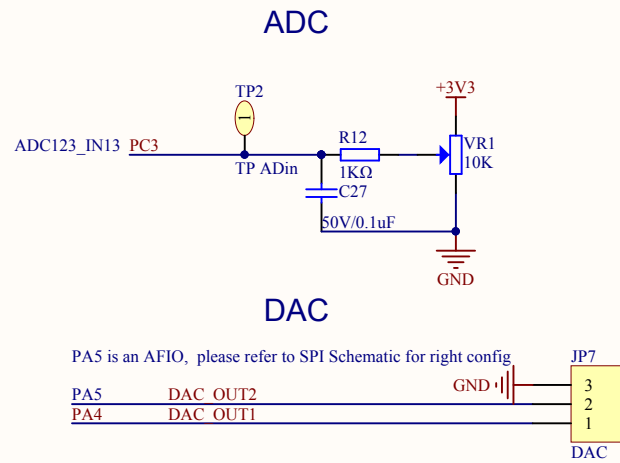 ADC
TP2
1
+3V3
ADC123_IN13 PC3
R12
VR1
TP ADin
1KΩ
10K
C27
50V/0.1uF
GND
DAC
PA5 is an AFIO, please refer to SPI Schematic for right config
JP7
GND
3
PA5 DAC_OUT2
2
PA4 DAC_OUT1
1
DAC